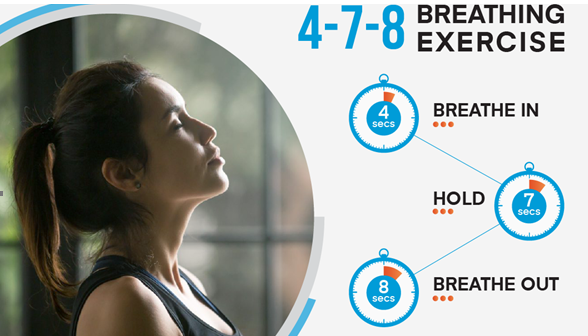 4-7-8 BREATHING
EXERCISE
4
secs
BREATHE IN
HOLD
7
secs
8
secs
BREATHE OUT